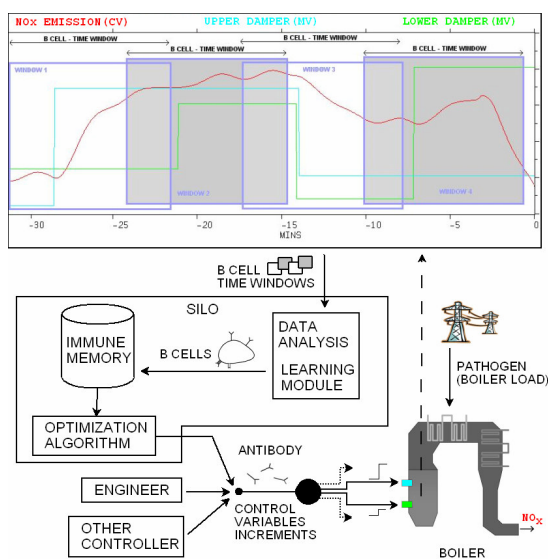 NOx EMISSION(CV) UPPER DAMPER(MV) LOWER DAMPER(MV)
B CELL - TIME WINDOW B CELL - TIME WINDOW
B CELL - TIME WINDOW B CELL - TIME WINDOW
WINDOW 1 WINDOW 3
WINDOW 2 WINDOW 4
-30 -25 -20 -15 -10 -5 0
MINS
B CELL
TIME WINDOWS
SILO
IMMUNE
MEMORY
B CELLS
DATA
ANALYSIS
LEARNING
MODULE
PATHOGEN
(BOILER LOAD)
OPTIMIZATION
ALGORITHM
ANTIBODY
ENGINEER
CONTROL
VARIABLES
INCREMENTS
OTHER
CONTROLLER
NOx
BOILER